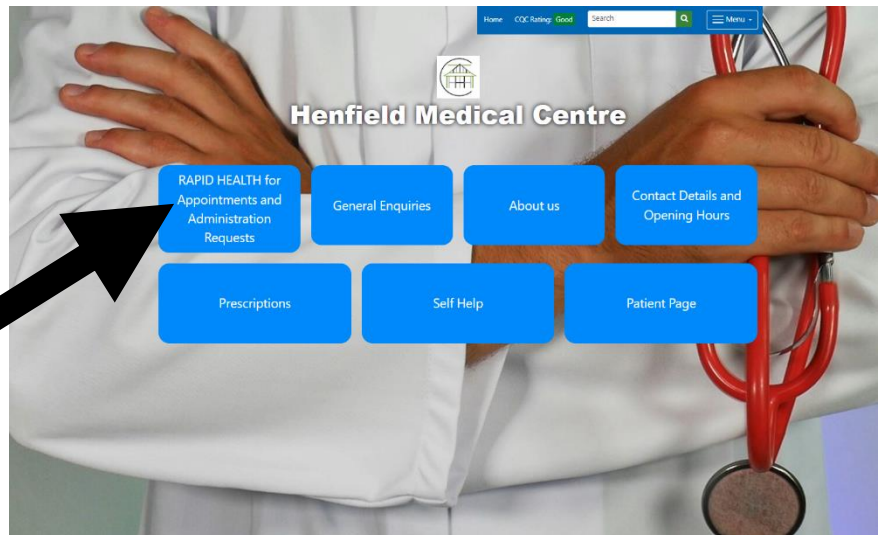 Home CQC Rating: Good Search Menu
Henfield Medical Centre
RAPID HEALTH for
Appointments and
Administration
Requests
General Enquiries
About us
Contact Details and
Opening Hours
Prescriptions
Self Help
Patient Page